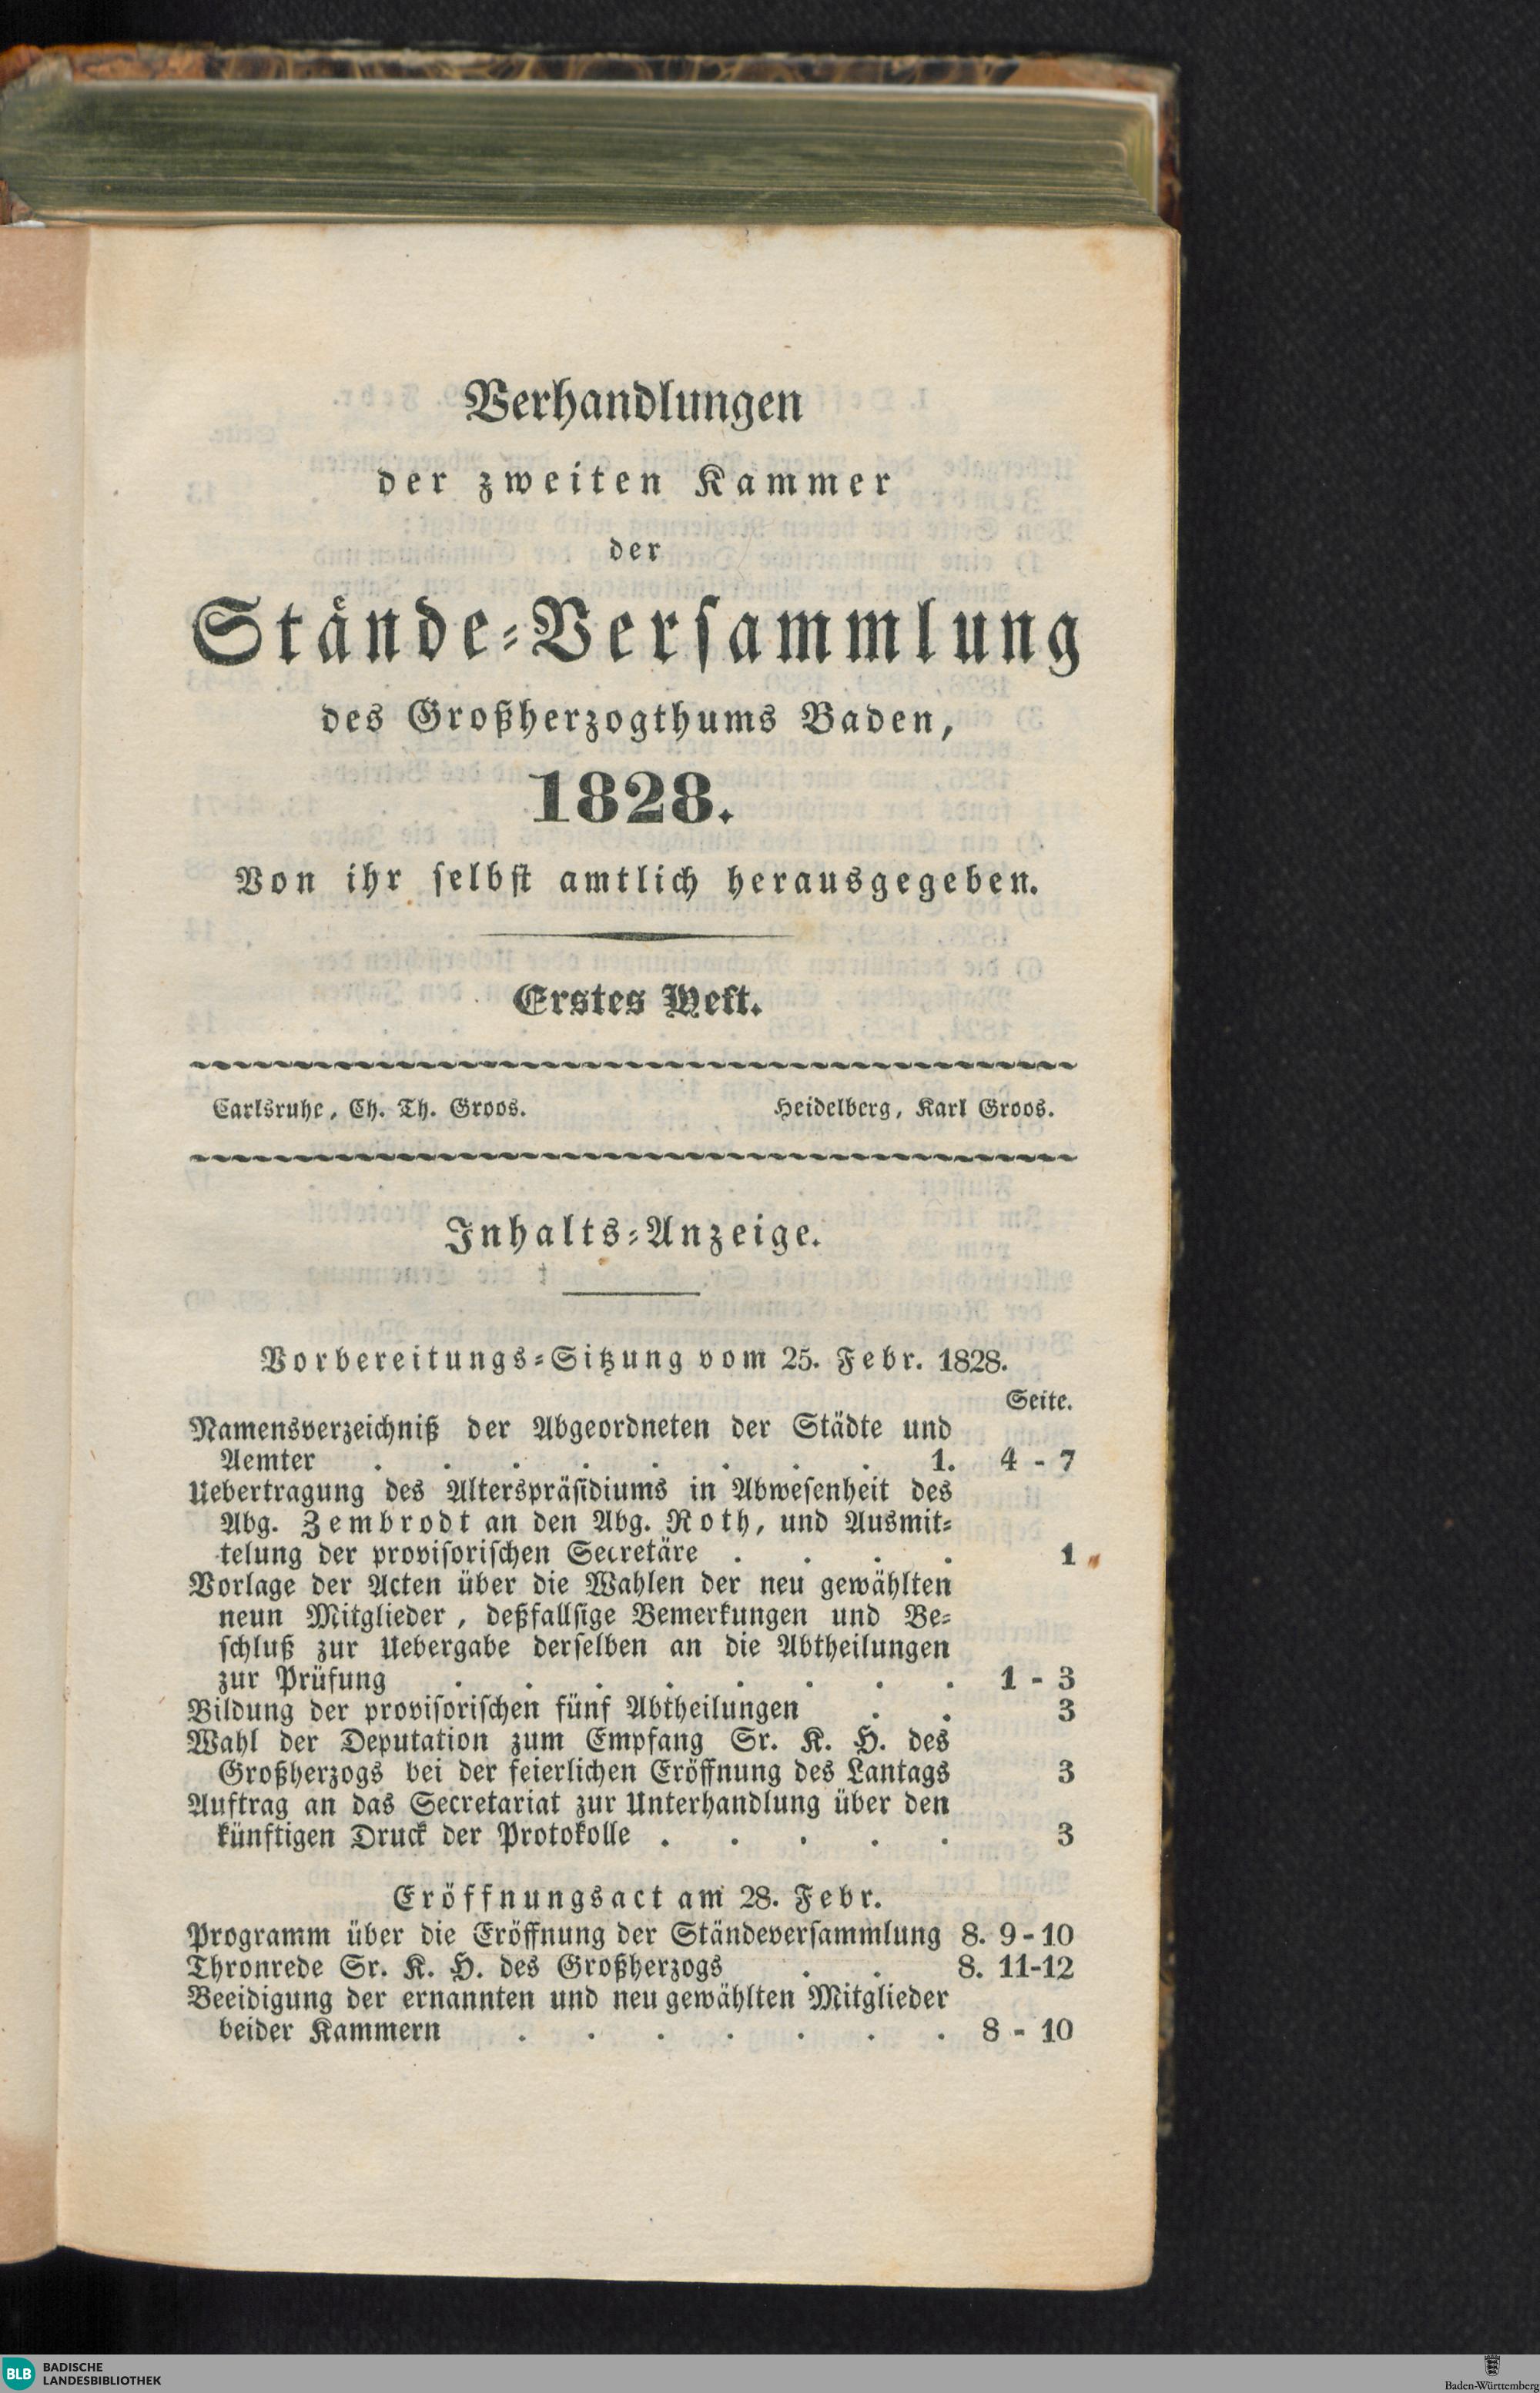 Verhandlungen
der zweiten Kammer
der
Stände-Versammlung
des Großherzogthums Baden,
1828.
Von ihr selbst amtlich herausgegeben.
Erstes Heft.
Carlsruhe, Ch. Th. Groos. Heidelberg, Karl Groos.
Inhalts-Anzeige.
Vorbereitungs-Sitzung vom 25. Febr. 1828.
Seite.
Namensverzeichniß der Abgeordneten der Städte und
Aemter . . . . . . . . 1. 4 - 7
Uebertragung des Alterspräsidiums in Abwesenheit des
Abg. Zembrodt an den Abg. Roth, und Ausmit-
telung der provisorischen Secretäre . . . . 1
Vorlage der Acten über die Wahlen der neu gewählten
neun Mitglieder, deßfallsige Bemerkungen und Be-
schluß zur Uebergabe derselben an die Abtheilungen
zur Prüfung . . . . . . . . 1 - 3
Bildung der provisorischen fünf Abtheilungen . . 3
Wahl der Deputation zum Empfang Sr. K. H. des
Großherzogs bei der feierlichen Eröffnung des Lantags 3
Auftrag an das Secretariat zur Unterhandlung über den
künftigen Druck der Protokolle . . . . . 3
Eröffnungsact am 28. Febr.
Programm über die Eröffnung der Ständeversammlung 8. 9-10
Thronrede Sr. K. H. des Großherzogs . . 8. 11-12
Beeidigung der ernannten und neu gewählten Mitglieder
beider Kammern . . . . . . . 8 - 10
BLB BADISCHE
LANDESBIBLIOTHEK
Baden-Württemberg